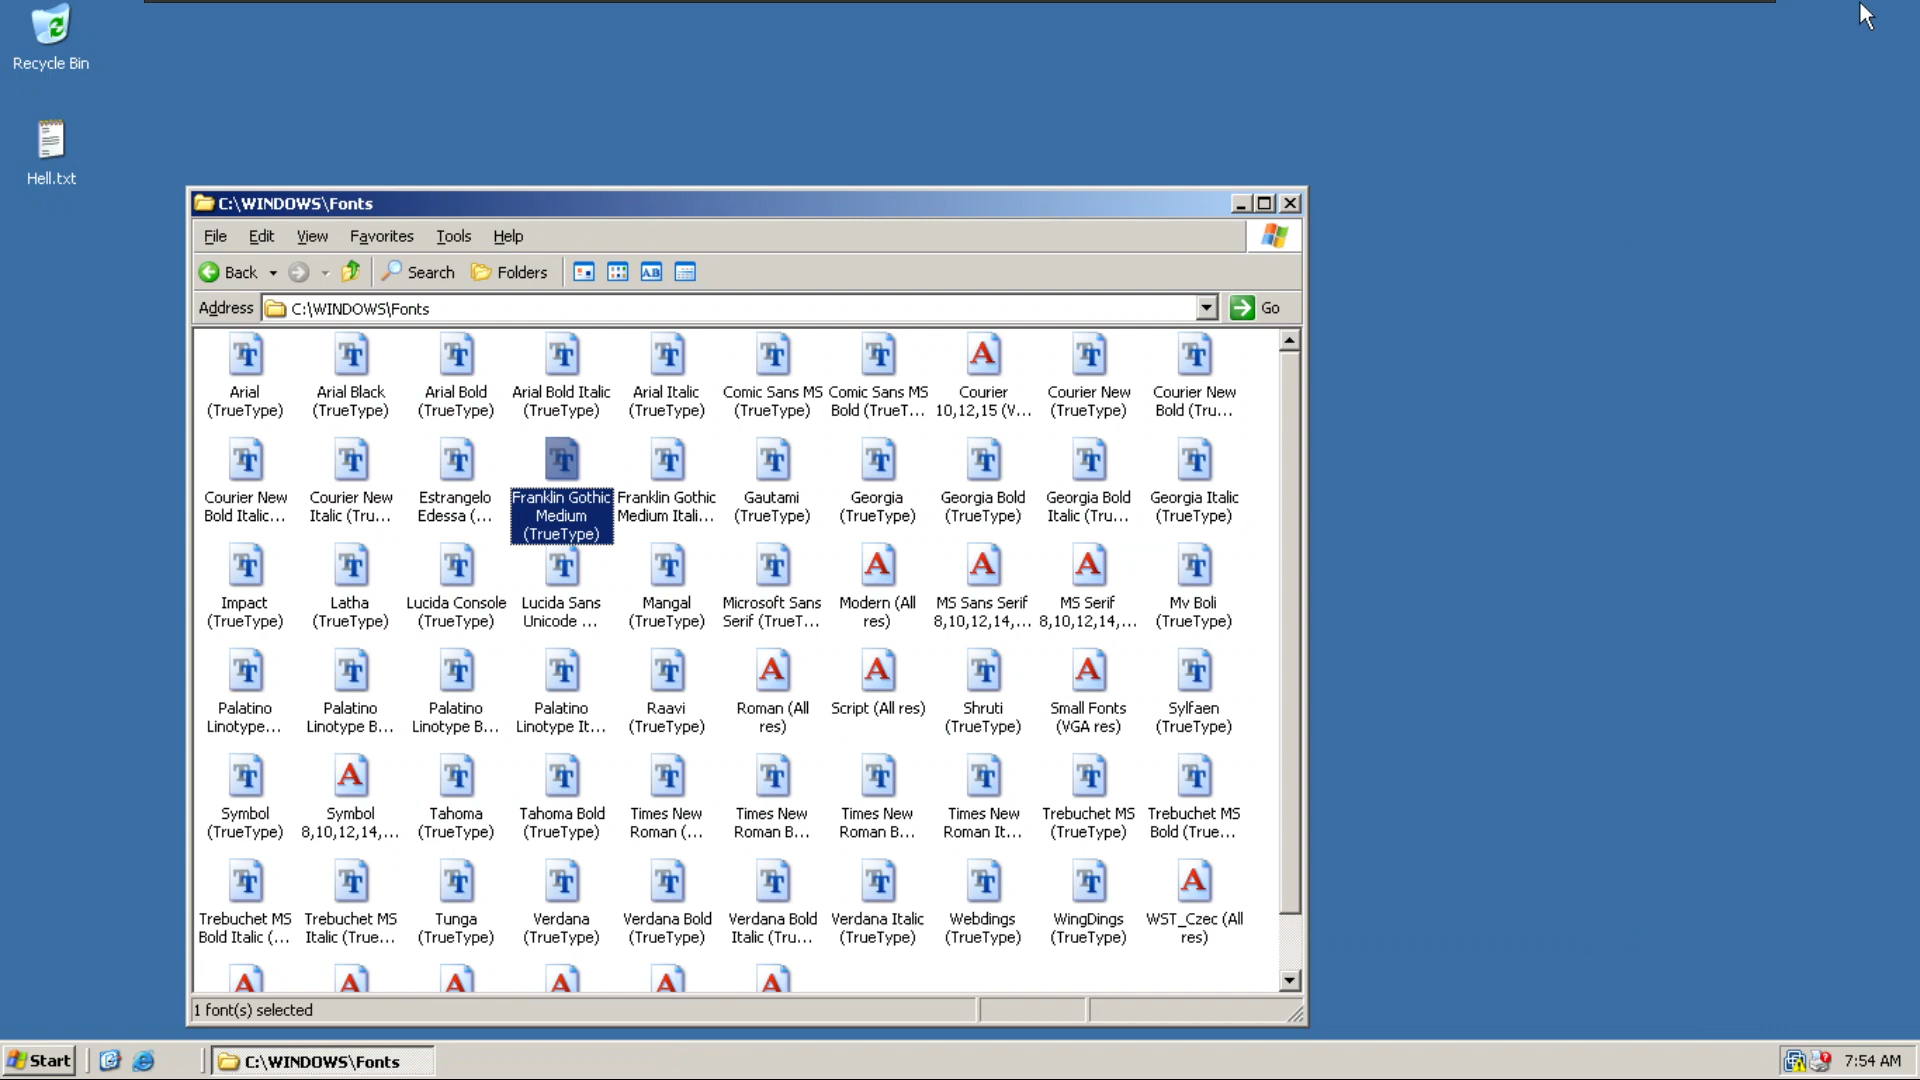 Recycle Bin
Hell.txt
C:\WINDOWS\Fonts
File Edit View Favorites Tools Help
Back Search Folders AB
Address C:\WINDOWS\Fonts Go
Arial (TrueType)
Arial Black (TrueType)
Arial Bold (TrueType)
Arial Bold Italic (TrueType)
Arial Italic (TrueType)
Comic Sans MS (TrueType)
Comic Sans MS Bold (TrueT...
Courier 10,12,15 (V...
Courier New (TrueType)
Courier New Bold (Tru...
Courier New Bold Italic...
Courier New Italic (Tru...
Estrangelo Edessa (...
Franklin Gothic Medium (TrueType)
Franklin Gothic Medium Itali...
Gautami (TrueType)
Georgia (TrueType)
Georgia Bold (TrueType)
Georgia Bold Italic (Tru...
Georgia Italic (TrueType)
Impact (TrueType)
Latha (TrueType)
Lucida Console (TrueType)
Lucida Sans Unicode ...
Mangal (TrueType)
Microsoft Sans Serif (TrueT...
Modern (All res)
MS Sans Serif 8,10,12,14,...
MS Serif 8,10,12,14,...
Mv Boli (TrueType)
Palatino Linotype...
Palatino Linotype B...
Palatino Linotype B...
Palatino Linotype It...
Raavi (TrueType)
Roman (All res)
Script (All res)
Shruti (TrueType)
Small Fonts (VGA res)
Sylfaen (TrueType)
Symbol (TrueType)
Symbol 8,10,12,14,...
Tahoma (TrueType)
Tahoma Bold (TrueType)
Times New Roman (...
Times New Roman B...
Times New Roman B...
Times New Roman It...
Trebuchet MS (TrueType)
Trebuchet MS Bold (True...
Trebuchet MS Bold Italic (...
Trebuchet MS Italic (True...
Tunga (TrueType)
Verdana (TrueType)
Verdana Bold (TrueType)
Verdana Bold Italic (Tru...
Verdana Italic (TrueType)
Webdings (TrueType)
WingDings (TrueType)
WST_Czec (All res)
1 font(s) selected
Start C:\WINDOWS\Fonts 7:54 AM